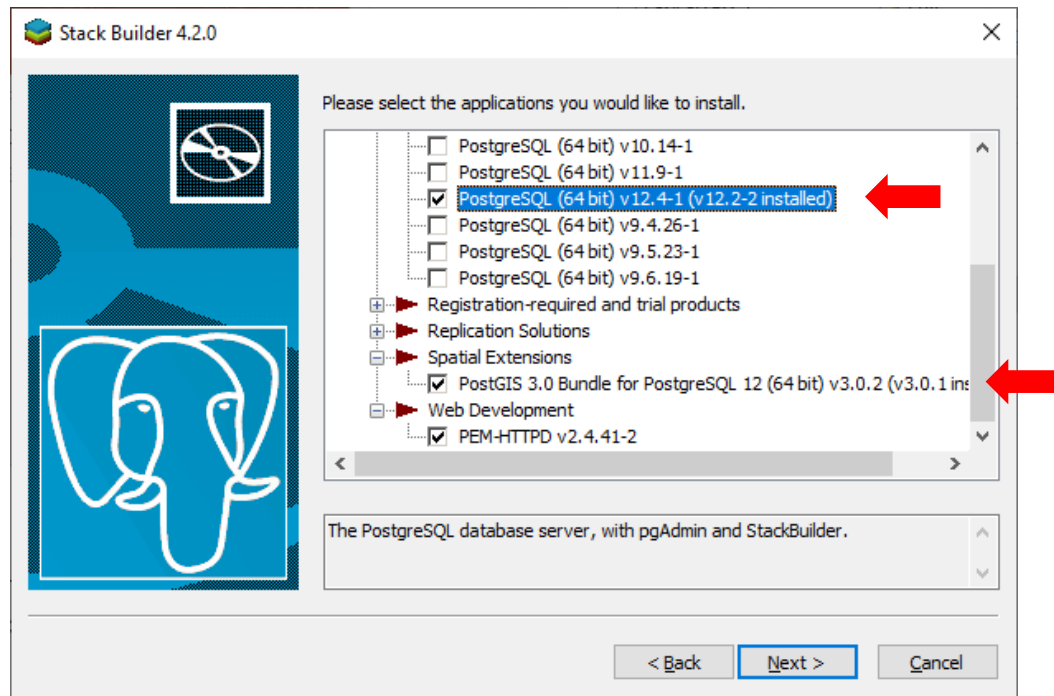 Stack Builder 4.2.0
Please select the applications you would like to install.
PostgreSQL (64 bit) v10.14-1
PostgreSQL (64 bit) v11.9-1
PostgreSQL (64 bit) v12.4-1 (v12.2-2 installed)
PostgreSQL (64 bit) v9.4.26-1
PostgreSQL (64 bit) v9.5.23-1
PostgreSQL (64 bit) v9.6.19-1
Registration-required and trial products
Replication Solutions
Spatial Extensions
PostGIS 3.0 Bundle for PostgreSQL 12 (64 bit) v3.0.2 (v3.0.1 ins
Web Development
PEM-HTTPD v2.4.41-2
The PostgreSQL database server, with pgAdmin and StackBuilder.
< Back Next > Cancel